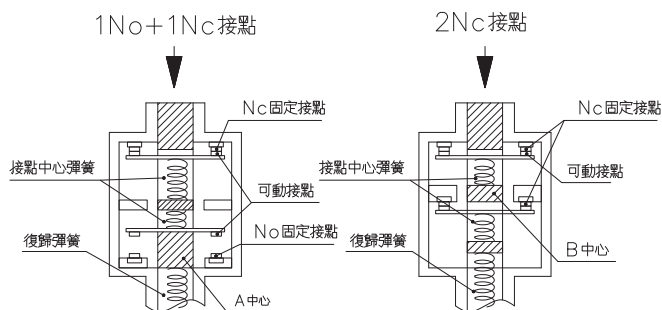 1No+1Nc接點
2Nc接點
Nc固定接點
Nc固定接點
接點中心彈簧
接點中心彈簧
可動接點
可動接點
No固定接點
復歸彈簧
復歸彈簧
B中心
A中心